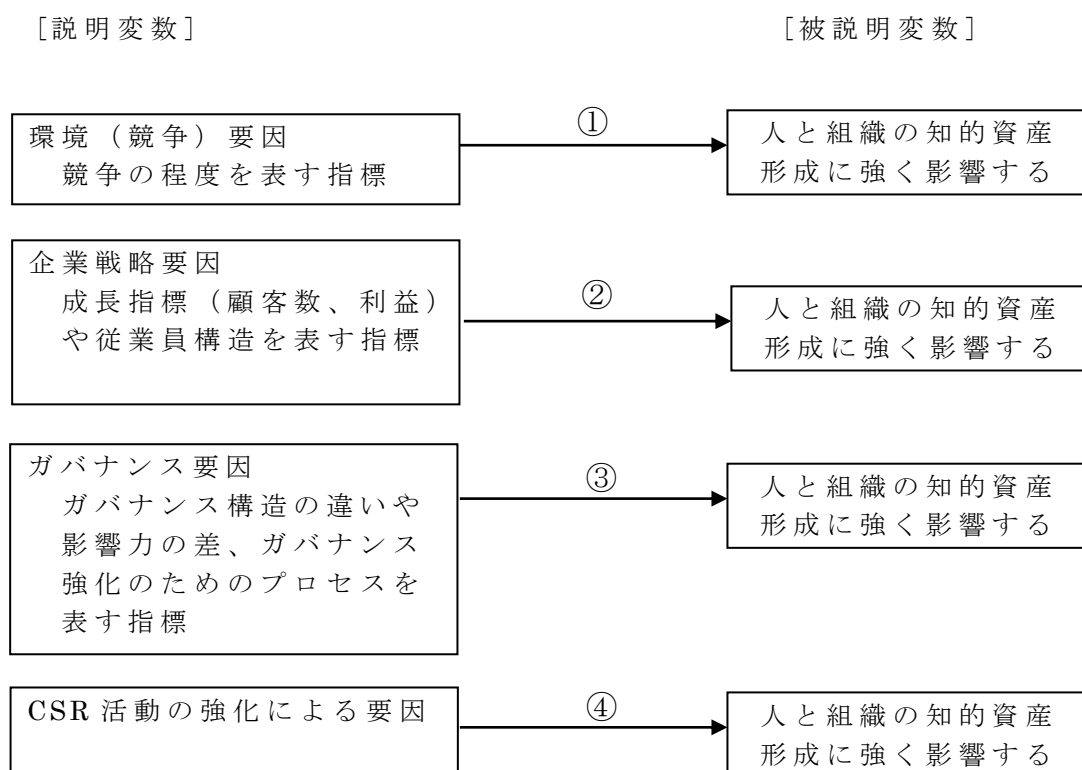 [説明変数]
[被説明変数]
環境（競争）要因
競争の程度を表す指標
①
人と組織の知的資産
形成に強く影響する
企業戦略要因
成長指標（顧客数、利益）
や従業員構造を表す指標
②
人と組織の知的資産
形成に強く影響する
ガバナンス要因
ガバナンス構造の違いや
影響力の差、ガバナンス
強化のためのプロセスを
表す指標
③
人と組織の知的資産
形成に強く影響する
CSR 活動の強化による要因
④
人と組織の知的資産
形成に強く影響する